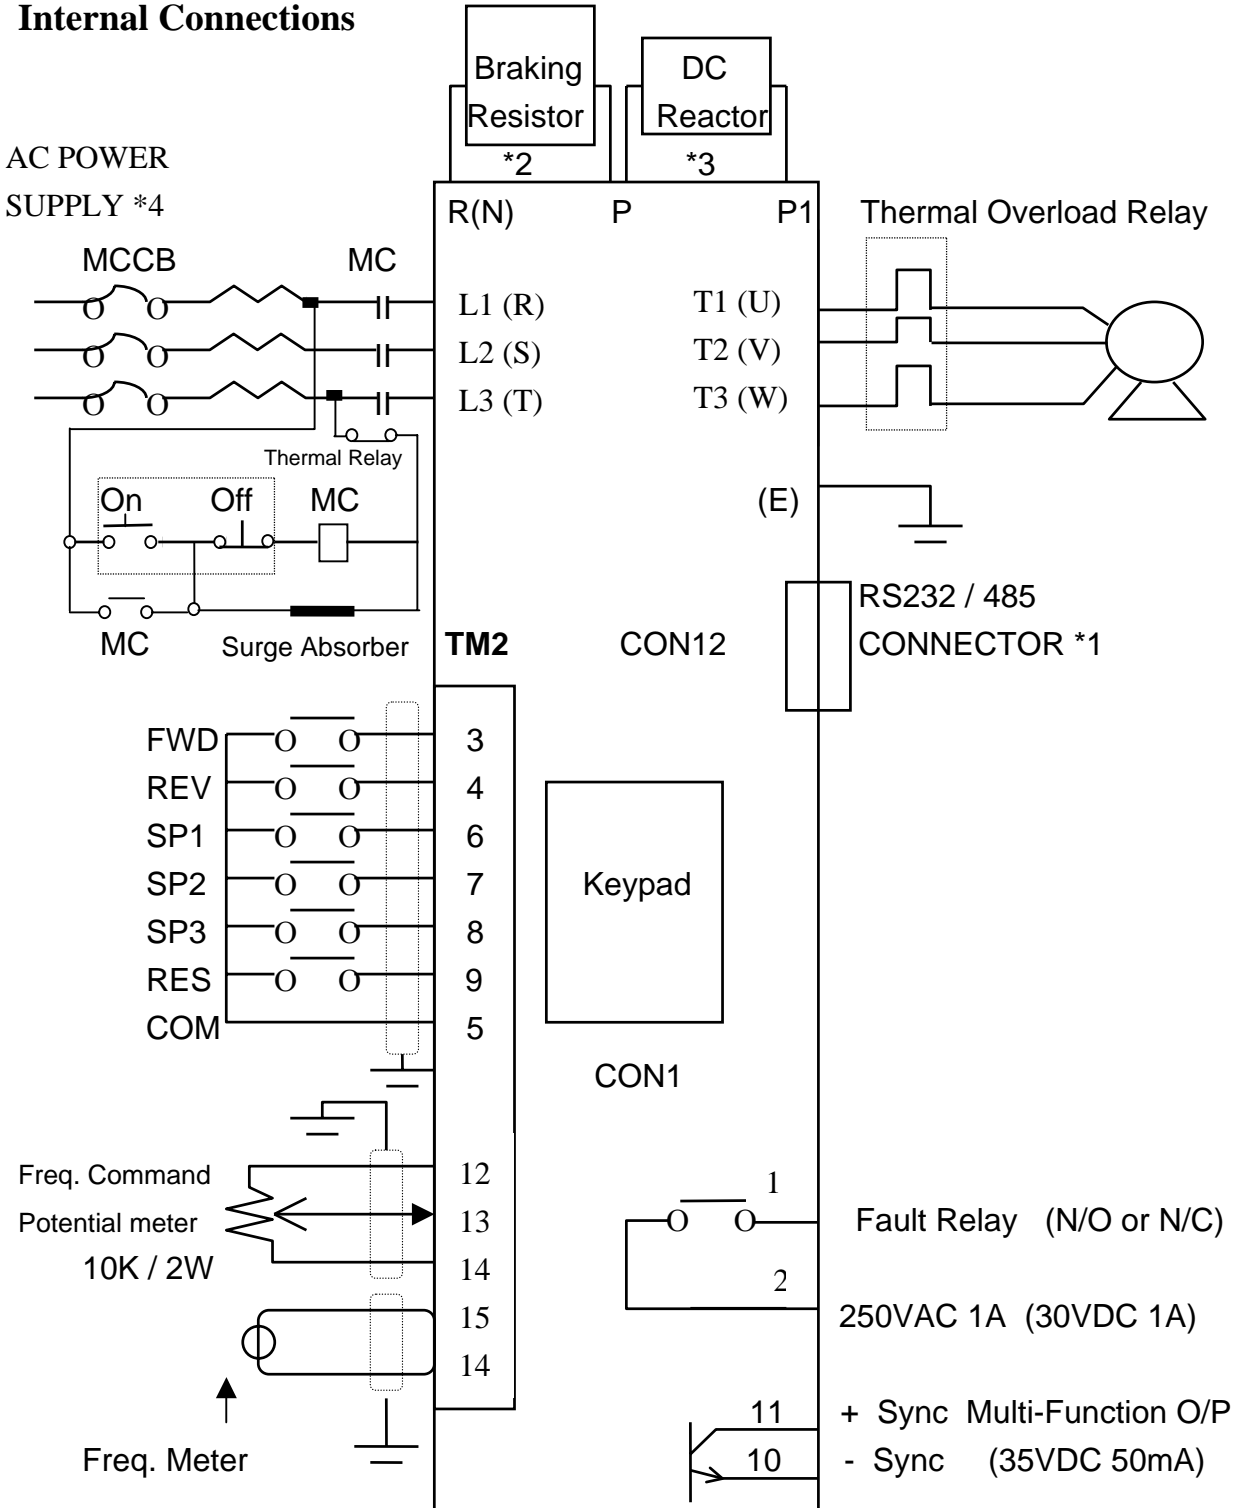 Internal Connections
Braking
Resistor
*2
DC
Reactor
*3
AC POWER
SUPPLY *4
R(N) P P1
Thermal Overload Relay
MCCB MC
L1 (R) T1 (U)
L2 (S) T2 (V)
L3 (T) T3 (W)
Thermal Relay
On Off MC
(E)
MC Surge Absorber
RS232 / 485
CONNECTOR *1
TM2 CON12
FWD 3
REV 4
SP1 6
SP2 7
SP3 8
RES 9
COM 5
Keypad
CON1
Freq. Command
Potential meter
10K / 2W
12
13
14
15
14
Freq. Meter
1
2
Fault Relay (N/O or N/C)
250VAC 1A (30VDC 1A)
11 + Sync Multi-Function O/P
10 - Sync (35VDC 50mA)